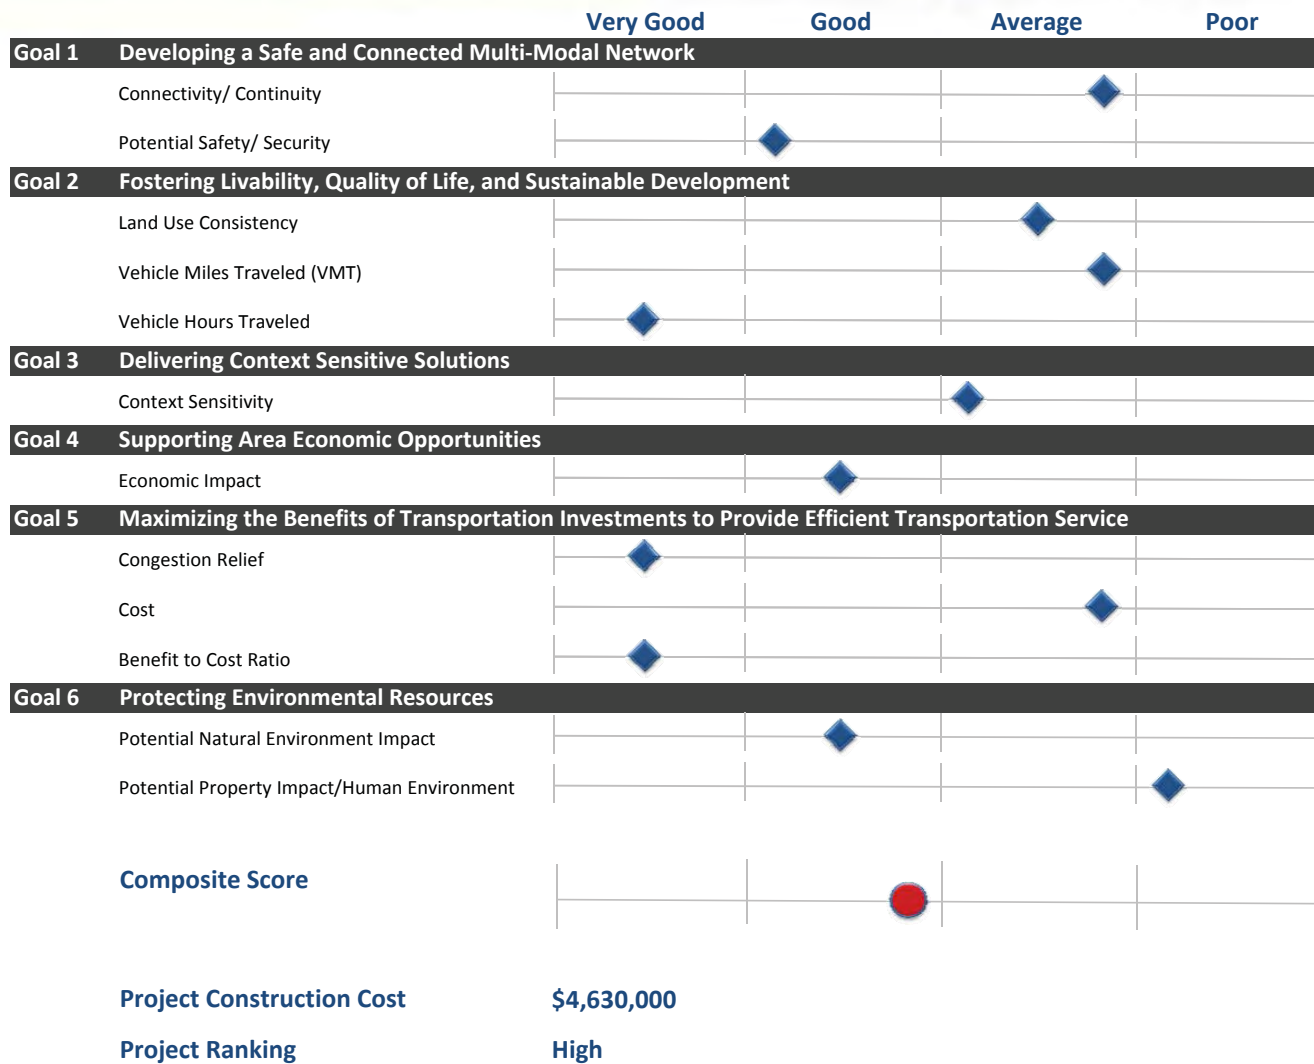 Very Good Good Average Poor
Goal 1 Developing a Safe and Connected Multi-Modal Network
Connectivity/ Continuity
Potential Safety/ Security
Goal 2 Fostering Livability, Quality of Life, and Sustainable Development
Land Use Consistency
Vehicle Miles Traveled (VMT)
Vehicle Hours Traveled
Goal 3 Delivering Context Sensitive Solutions
Context Sensitivity
Goal 4 Supporting Area Economic Opportunities
Economic Impact
Goal 5 Maximizing the Benefits of Transportation Investments to Provide Efficient Transportation Service
Congestion Relief
Cost
Benefit to Cost Ratio
Goal 6 Protecting Environmental Resources
Potential Natural Environment Impact
Potential Property Impact/Human Environment
Composite Score
Project Construction Cost $4,630,000
Project Ranking High